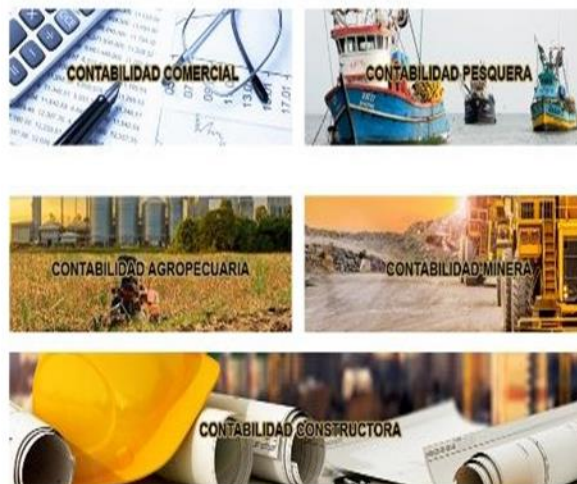 CONTABILIDAD COMERCIAL
CONTABILIDAD PESQUERA
CONTABILIDAD AGROPECUARIA
CONTABILIDAD MINERA
CONTABILIDAD CONSTRUCTORA